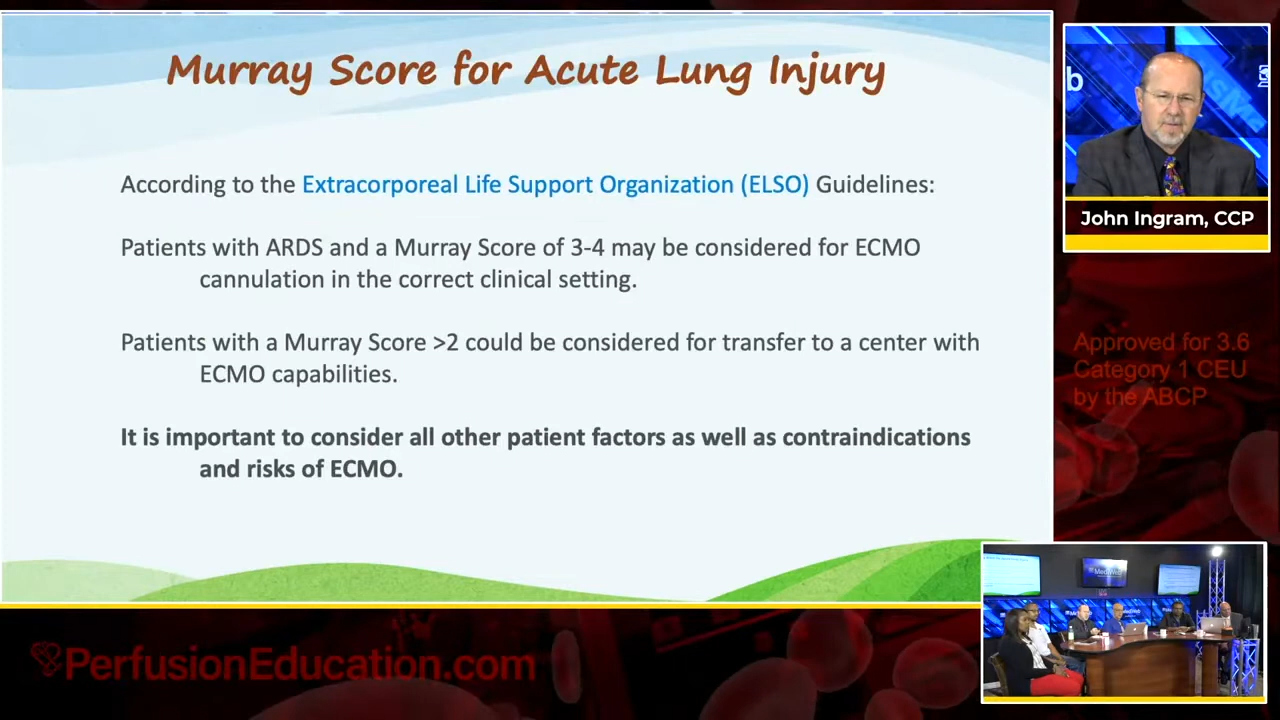 Murray Score for Acute Lung Injury
According to the Extracorporeal Life Support Organization (ELSO) Guidelines:
Patients with ARDS and a Murray Score of 3-4 may be considered for ECMO
cannulation in the correct clinical setting.
Patients with a Murray Score >2 could be considered for transfer to a center with
ECMO capabilities.
It is important to consider all other patient factors as well as contraindications
and risks of ECMO.
b
John Ingram, CCP
Approved for 3.6
Category 1 CEU
by the ABCP
PerfusionEducation.com